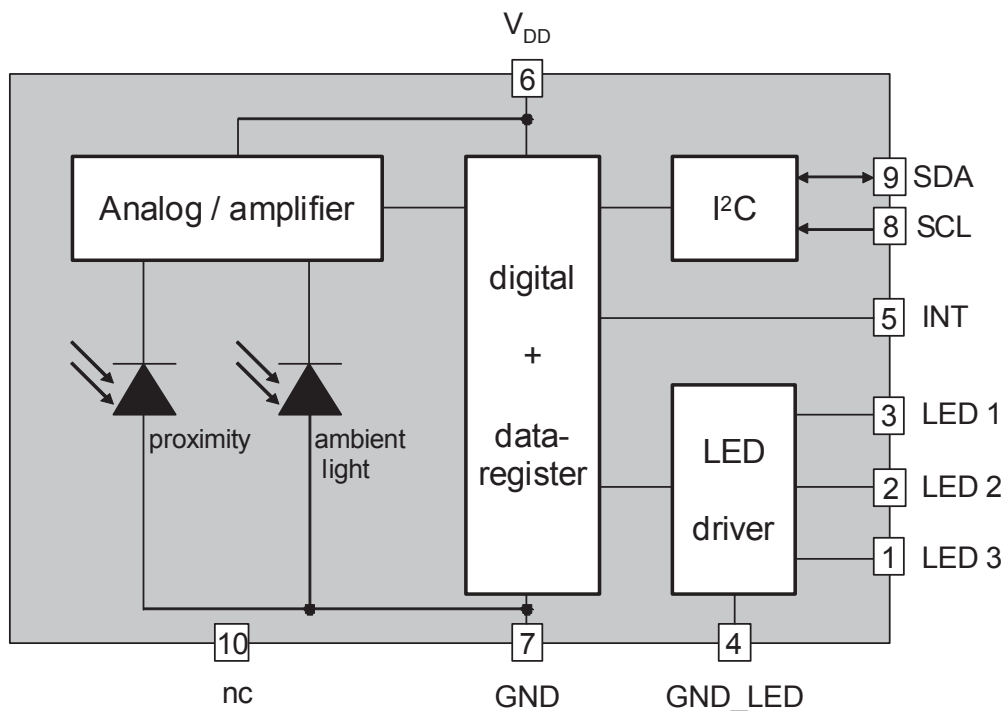 V_DD
6
Analog / amplifier
I²C
9 SDA
8 SCL
digital
+
data-
register
5 INT
proximity
ambient
light
LED
driver
3 LED 1
2 LED 2
1 LED 3
10
7
4
nc
GND
GND_LED